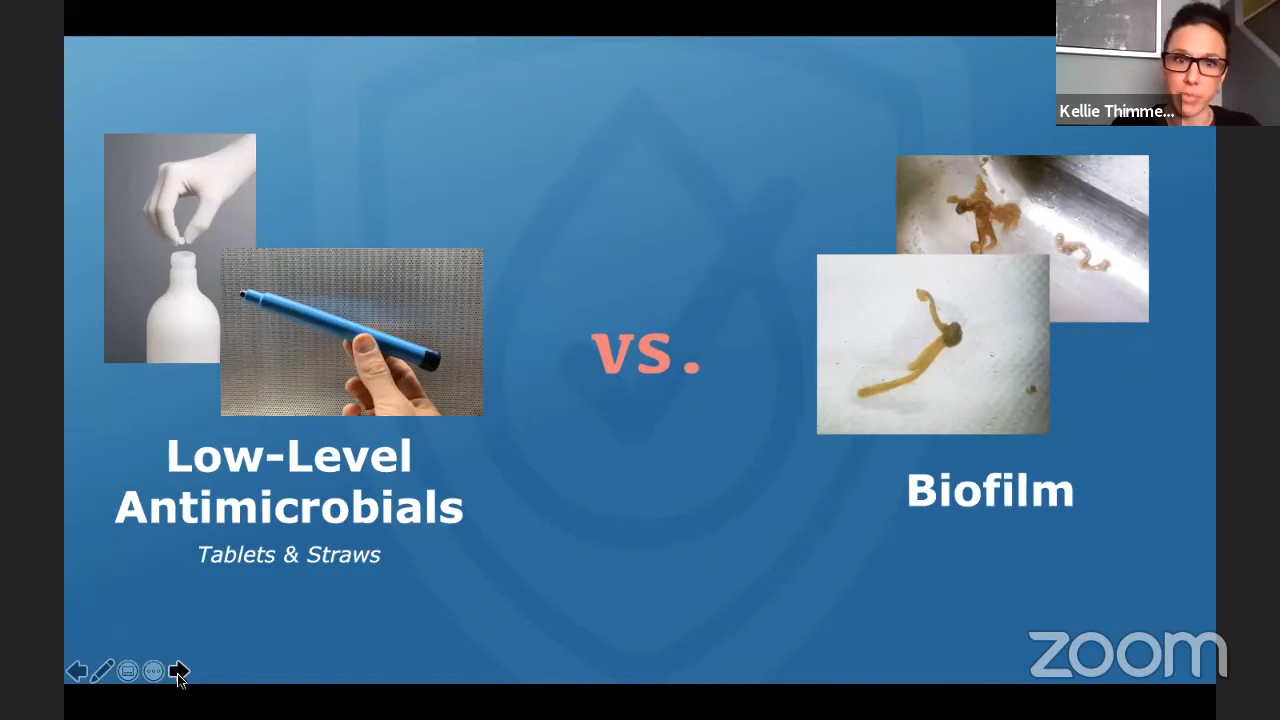 Kellie Thimme...
vs.
Low-Level
Antimicrobials
Tablets & Straws
Biofilm
zoom